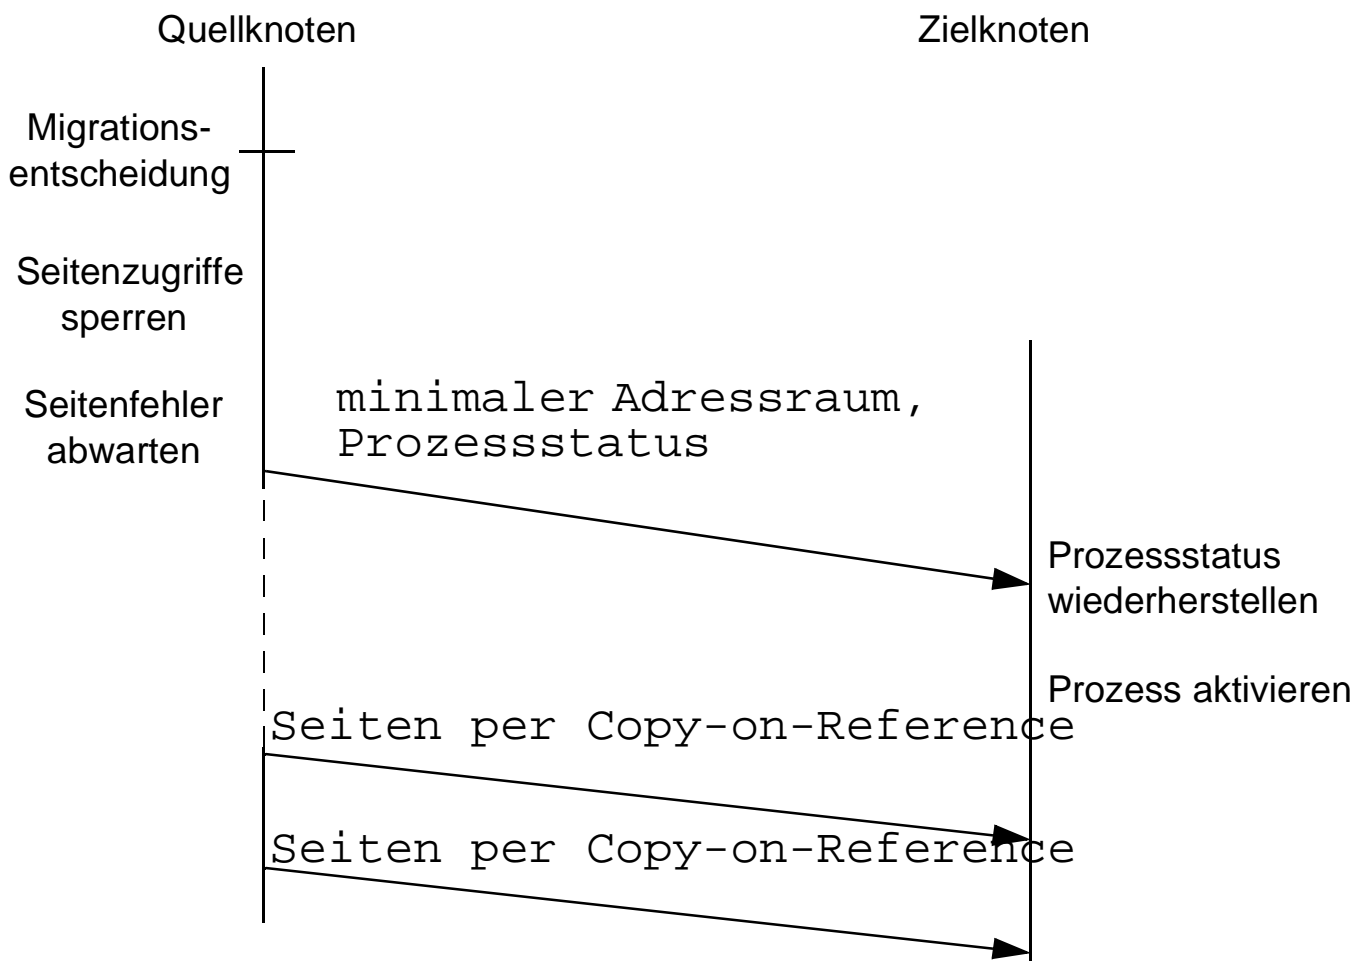 Quellknoten
Zielknoten
Migrations-
entscheidung
Seitenzugriffe
sperren
Seitenfehler
abwarten
minimaler Adressraum,
Prozessstatus
Prozessstatus
wiederherstellen
Prozess aktivieren
Seiten per Copy-on-Reference
Seiten per Copy-on-Reference